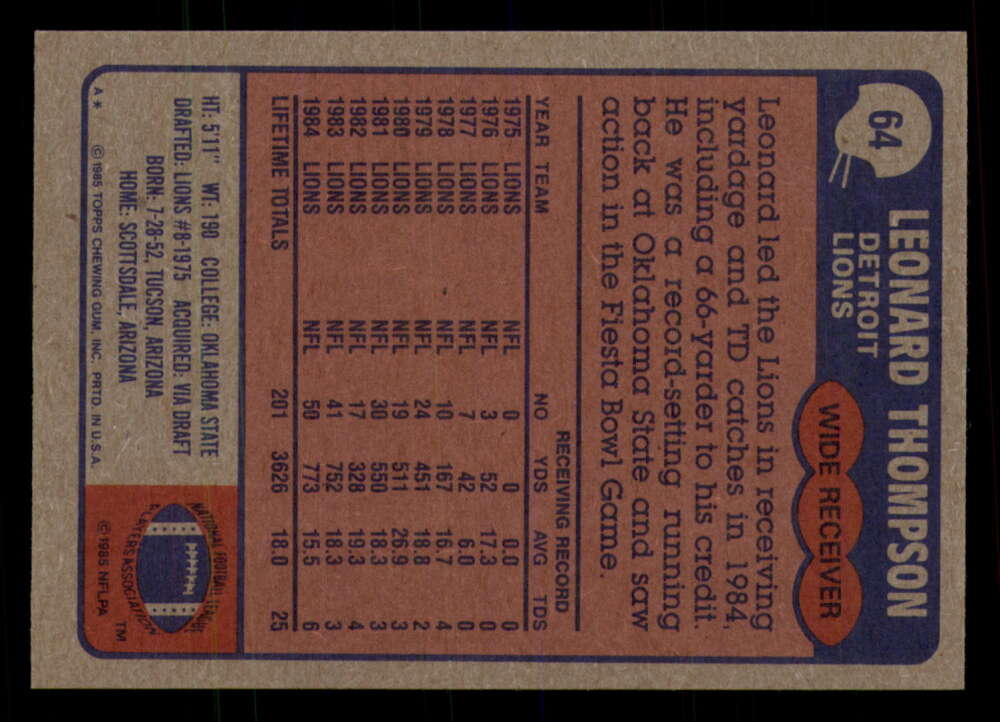 64
LEONARD THOMPSON
DETROIT
LIONS
WIDE RECEIVER
Leonard led the Lions in receiving
yardage and TD catches in 1984,
including a 66-yarder to his credit.
He was a record-setting running
back at Oklahoma State and saw
action in the Fiesta Bowl Game.
RECEIVING RECORD
YEAR TEAM NO YDS AVG TDS
1975 LIONS NFL 0 0 0.0 0
1976 LIONS NFL 3 52 17.3 0
1977 LIONS NFL 7 42 6.0 0
1978 LIONS NFL 10 167 16.7 4
1979 LIONS NFL 24 451 18.8 2
1980 LIONS NFL 19 511 26.9 3
1981 LIONS NFL 30 550 18.3 3
1982 LIONS NFL 17 328 19.3 4
1983 LIONS NFL 41 752 18.3 3
1984 LIONS NFL 50 773 15.5 6
LIFETIME TOTALS 201 3626 18.0 25
HT: 5'11" WT: 190 COLLEGE: OKLAHOMA STATE
DRAFTED: LIONS #8-1975 ACQUIRED: VIA DRAFT
BORN: 7-28-52, TUCSON, ARIZONA
HOME: SCOTTSDALE, ARIZONA
NATIONAL FOOTBALL LEAGUE
PLAYERS ASSOCIATION
TM
© 1985 NFLPA
A* © 1985 TOPPS CHEWING GUM, INC. PRTD. IN U.S.A.